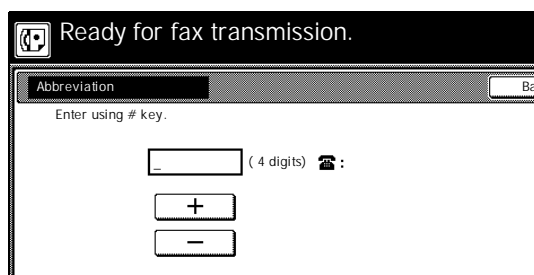 Ready for fax transmission.
Abbreviation
Ba
Enter using # key.
_ ( 4 digits) ☎ :
+
−